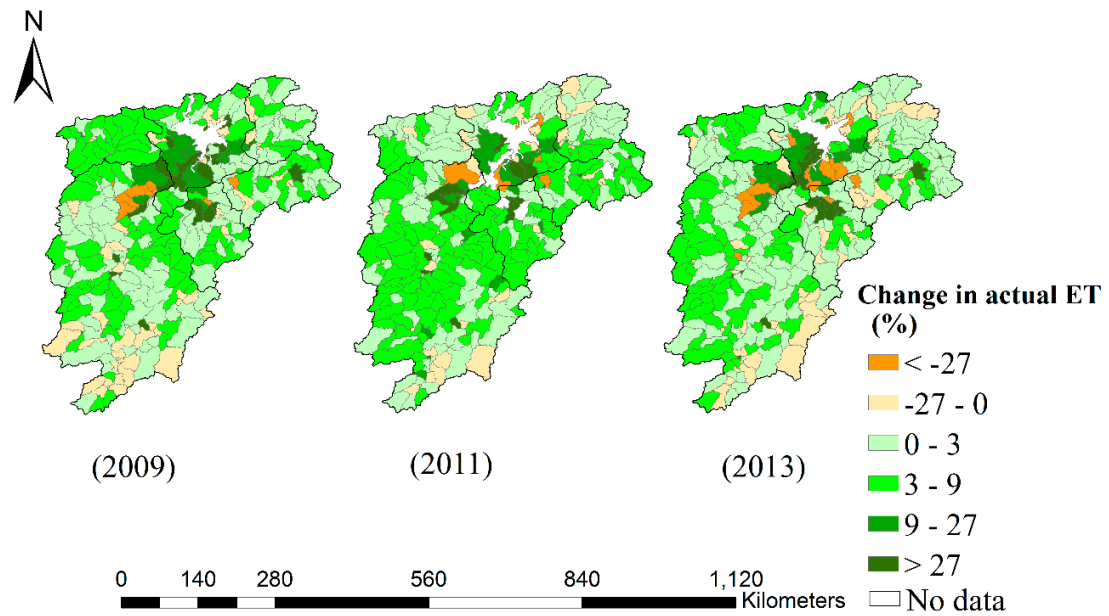 N
Change in actual ET
(%)
< -27
-27 - 0
0 - 3
3 - 9
9 - 27
> 27
No data
(2009)
(2011)
(2013)
0 140 280 560 840 1,120
Kilometers